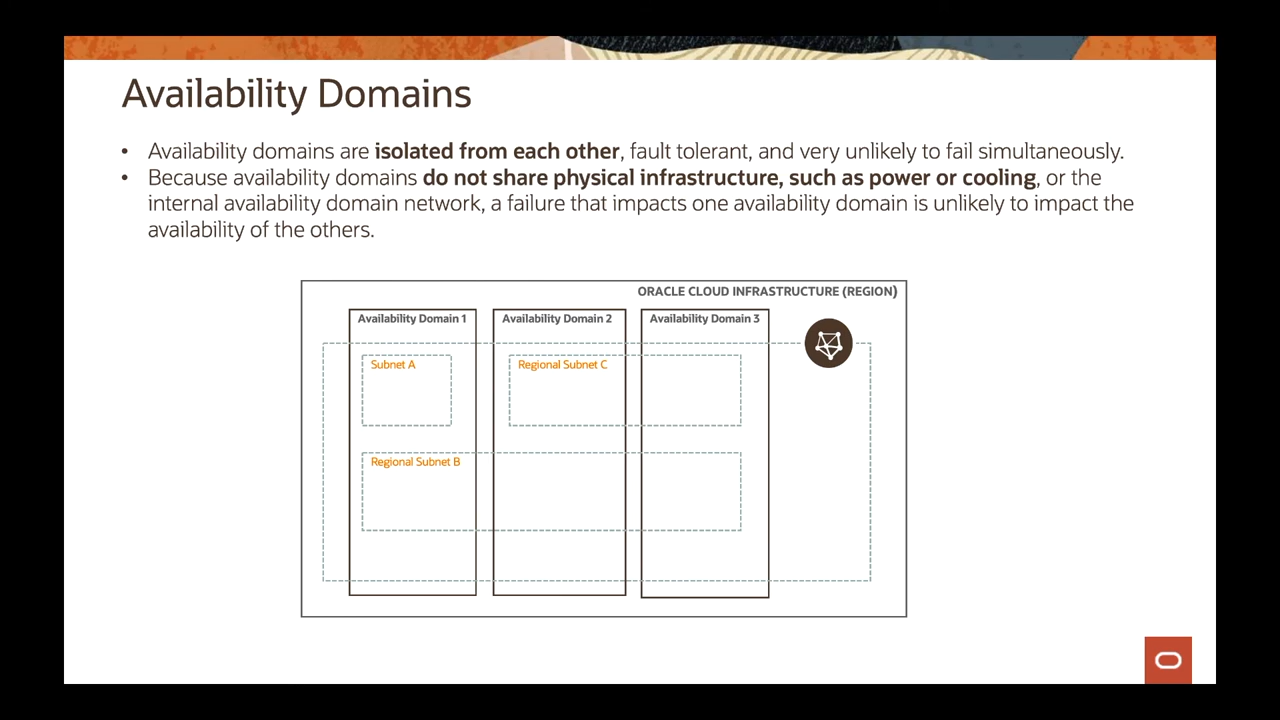 Availability Domains
• Availability domains are isolated from each other, fault tolerant, and very unlikely to fail simultaneously.
• Because availability domains do not share physical infrastructure, such as power or cooling, or the
internal availability domain network, a failure that impacts one availability domain is unlikely to impact the
availability of the others.
ORACLE CLOUD INFRASTRUCTURE (REGION)
Availability Domain 1
Availability Domain 2
Availability Domain 3
Subnet A
Regional Subnet C
Regional Subnet B